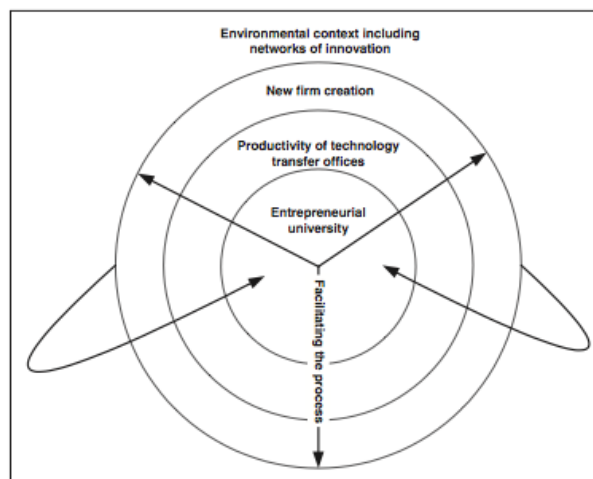 Environmental context including
networks of innovation
New firm creation
Productivity of technology
transfer offices
Entrepreneurial
university
Facilitating the process